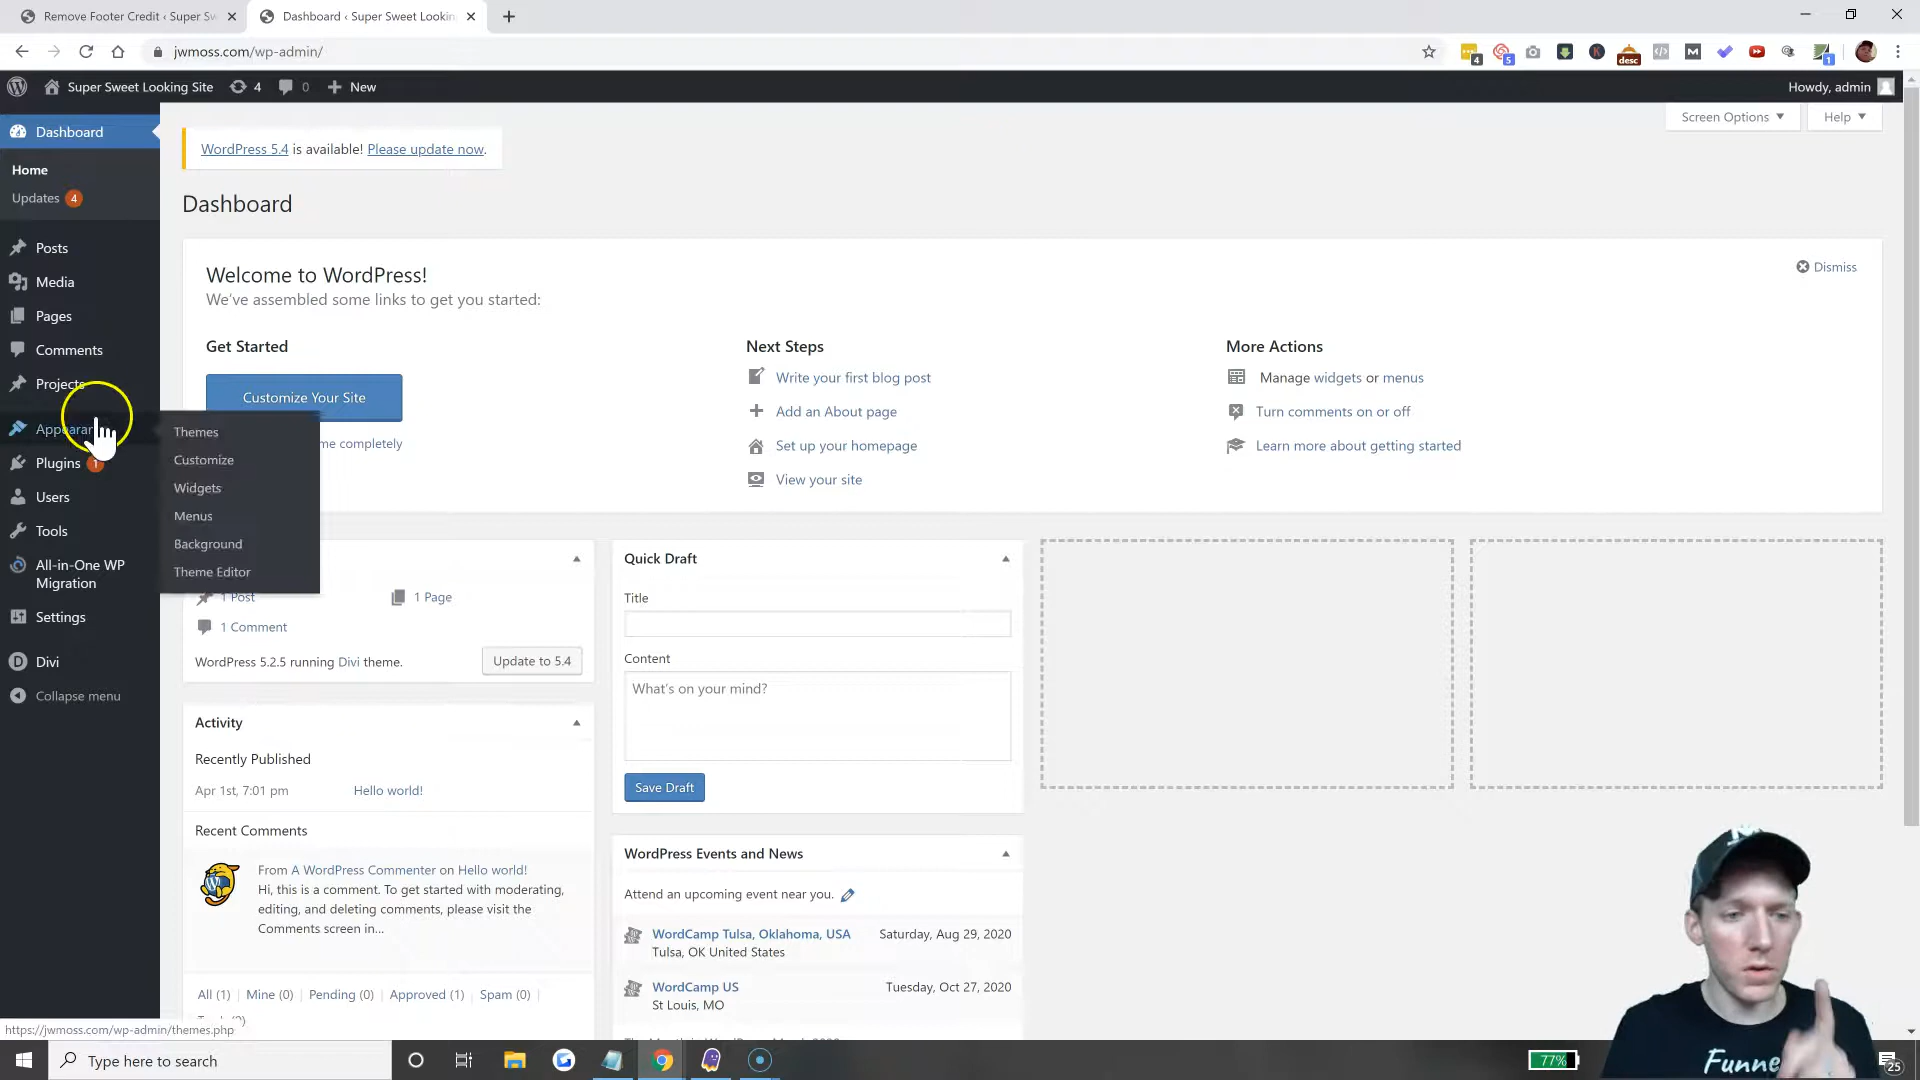 Remove Footer Credit ‹ Super Sw
Dashboard ‹ Super Sweet Lookin
jwmoss.com/wp-admin/
4
5
desc
1
Super Sweet Looking Site
4
0
New
Howdy, admin
Dashboard
Home
Updates 4
Posts
Media
Pages
Comments
Projects
Appearan
Plugins 1
Users
Tools
All-in-One WP
Migration
Settings
Divi
Collapse menu
Themes
Customize
Widgets
Menus
Background
Theme Editor
Screen Options
Help
WordPress 5.4 is available! Please update now.
Dashboard
Welcome to WordPress!
We've assembled some links to get you started:
Dismiss
Get Started
Customize Your Site
me completely
Next Steps
Write your first blog post
Add an About page
Set up your homepage
View your site
More Actions
Manage widgets or menus
Turn comments on or off
Learn more about getting started
1 Post
1 Page
1 Comment
WordPress 5.2.5 running Divi theme.
Update to 5.4
Activity
Recently Published
Apr 1st, 7:01 pm
Hello world!
Recent Comments
From A WordPress Commenter on Hello world!
Hi, this is a comment. To get started with moderating,
editing, and deleting comments, please visit the
Comments screen in...
All (1) | Mine (0) | Pending (0) | Approved (1) | Spam (0) |
Quick Draft
Title
Content
What's on your mind?
Save Draft
WordPress Events and News
Attend an upcoming event near you.
WordCamp Tulsa, Oklahoma, USA
Saturday, Aug 29, 2020
Tulsa, OK United States
WordCamp US
Tuesday, Oct 27, 2020
St Louis, MO
https://jwmoss.com/wp-admin/themes.php
Type here to search
77%
Funne
25